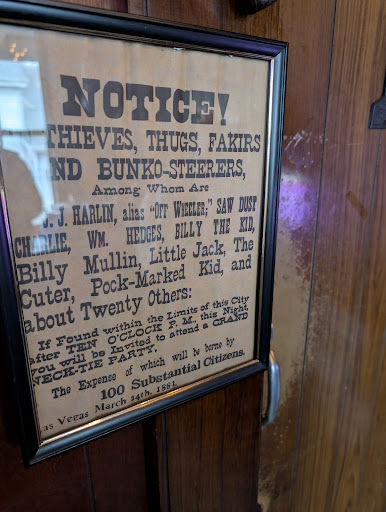 NOTICE!
THIEVES, THUGS, FAKIRS
ND BUNKO-STEERERS,
Among Whom Are
J. J. HARLIN, alias "OFF WHEELER;" SAW DUST
CHARLIE, WM. HEDGES, BILLY THE KID,
Billy Mullin, Little Jack, The
Cuter, Pock-Marked Kid, and
about Twenty Others:
If Found within the Limits of this City
after TEN O'CLOCK P. M., this Night,
you will be Invited to attend a GRAND
NECK-TIE PARTY,
The Expense of which will be borne by
100 Substantial Citizens.
as Vegas March 24th, 1881.